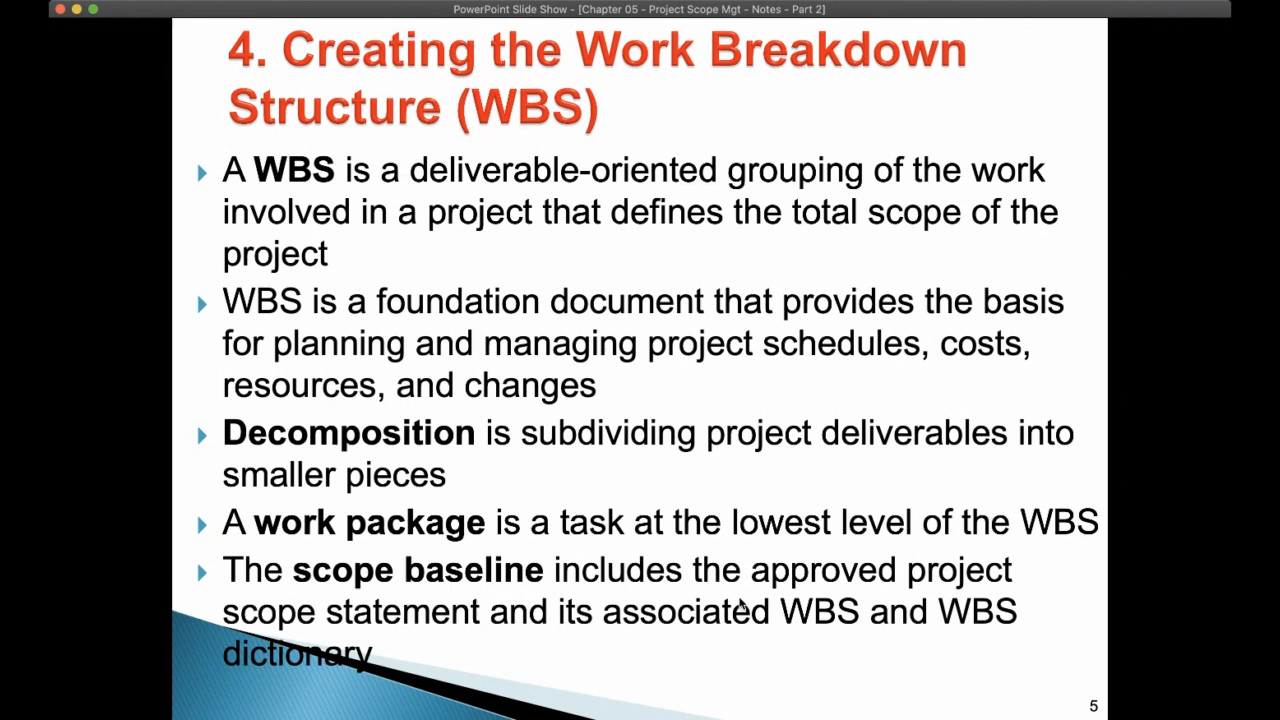 PowerPoint Slide Show - [Chapter 05 - Project Scope Mgt - Notes - Part 2]
4. Creating the Work Breakdown
Structure (WBS)
A WBS is a deliverable-oriented grouping of the work
involved in a project that defines the total scope of the
project
WBS is a foundation document that provides the basis
for planning and managing project schedules, costs,
resources, and changes
Decomposition is subdividing project deliverables into
smaller pieces
A work package is a task at the lowest level of the WBS
The scope baseline includes the approved project
scope statement and its associated WBS and WBS
dictionary
5